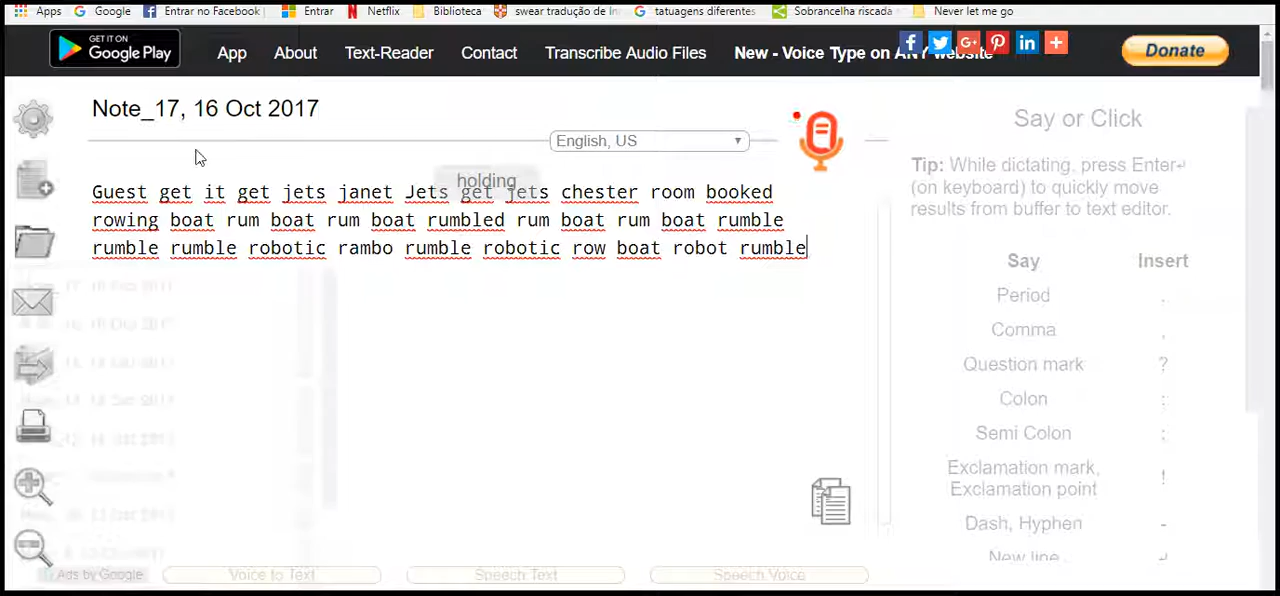 Apps Google Entrar no Facebook Entrar Netflix Biblioteca swear tradução de In tatuagens diferentes Sobrancelha riscada Never let me go
GET IT ON
Google Play
App About Text-Reader Contact Transcribe Audio Files New - Voice Type on ANY website
Donate
Note_17, 16 Oct 2017
English, US
holding
Guest get it get jets janet Jets get jets chester room booked
rowing boat rum boat rum boat rumbled rum boat rum boat rumble
rumble rumble robotic rambo rumble robotic row boat robot rumble
Say or Click
Tip: While dictating, press Enter↵
(on keyboard) to quickly move
results from buffer to text editor.
Say Insert
Period .
Comma ,
Question mark ?
Colon :
Semi Colon ;
Exclamation mark,
Exclamation point !
Dash, Hyphen -
New line ↵
Ads by Google
Voice to Text
Speech Text
Speech Voice